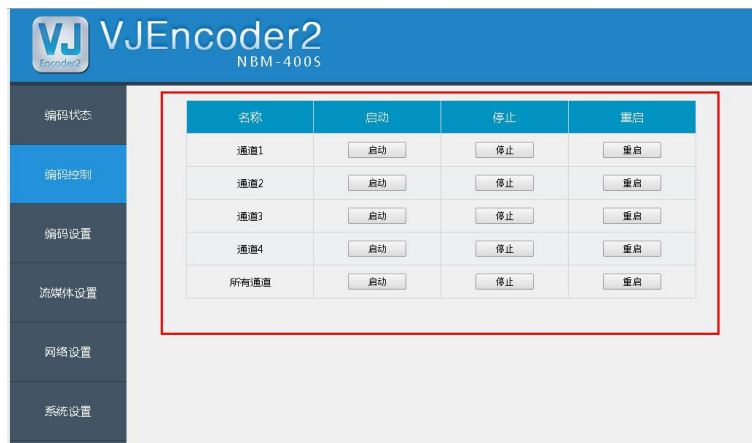 VJ
Encoder2
VJEncoder2
NBM-400S
编码状态
编码控制
编码设置
流媒体设置
网络设置
系统设置
名称 启动 停止 重启
通道1 启动 停止 重启
通道2 启动 停止 重启
通道3 启动 停止 重启
通道4 启动 停止 重启
所有通道 启动 停止 重启